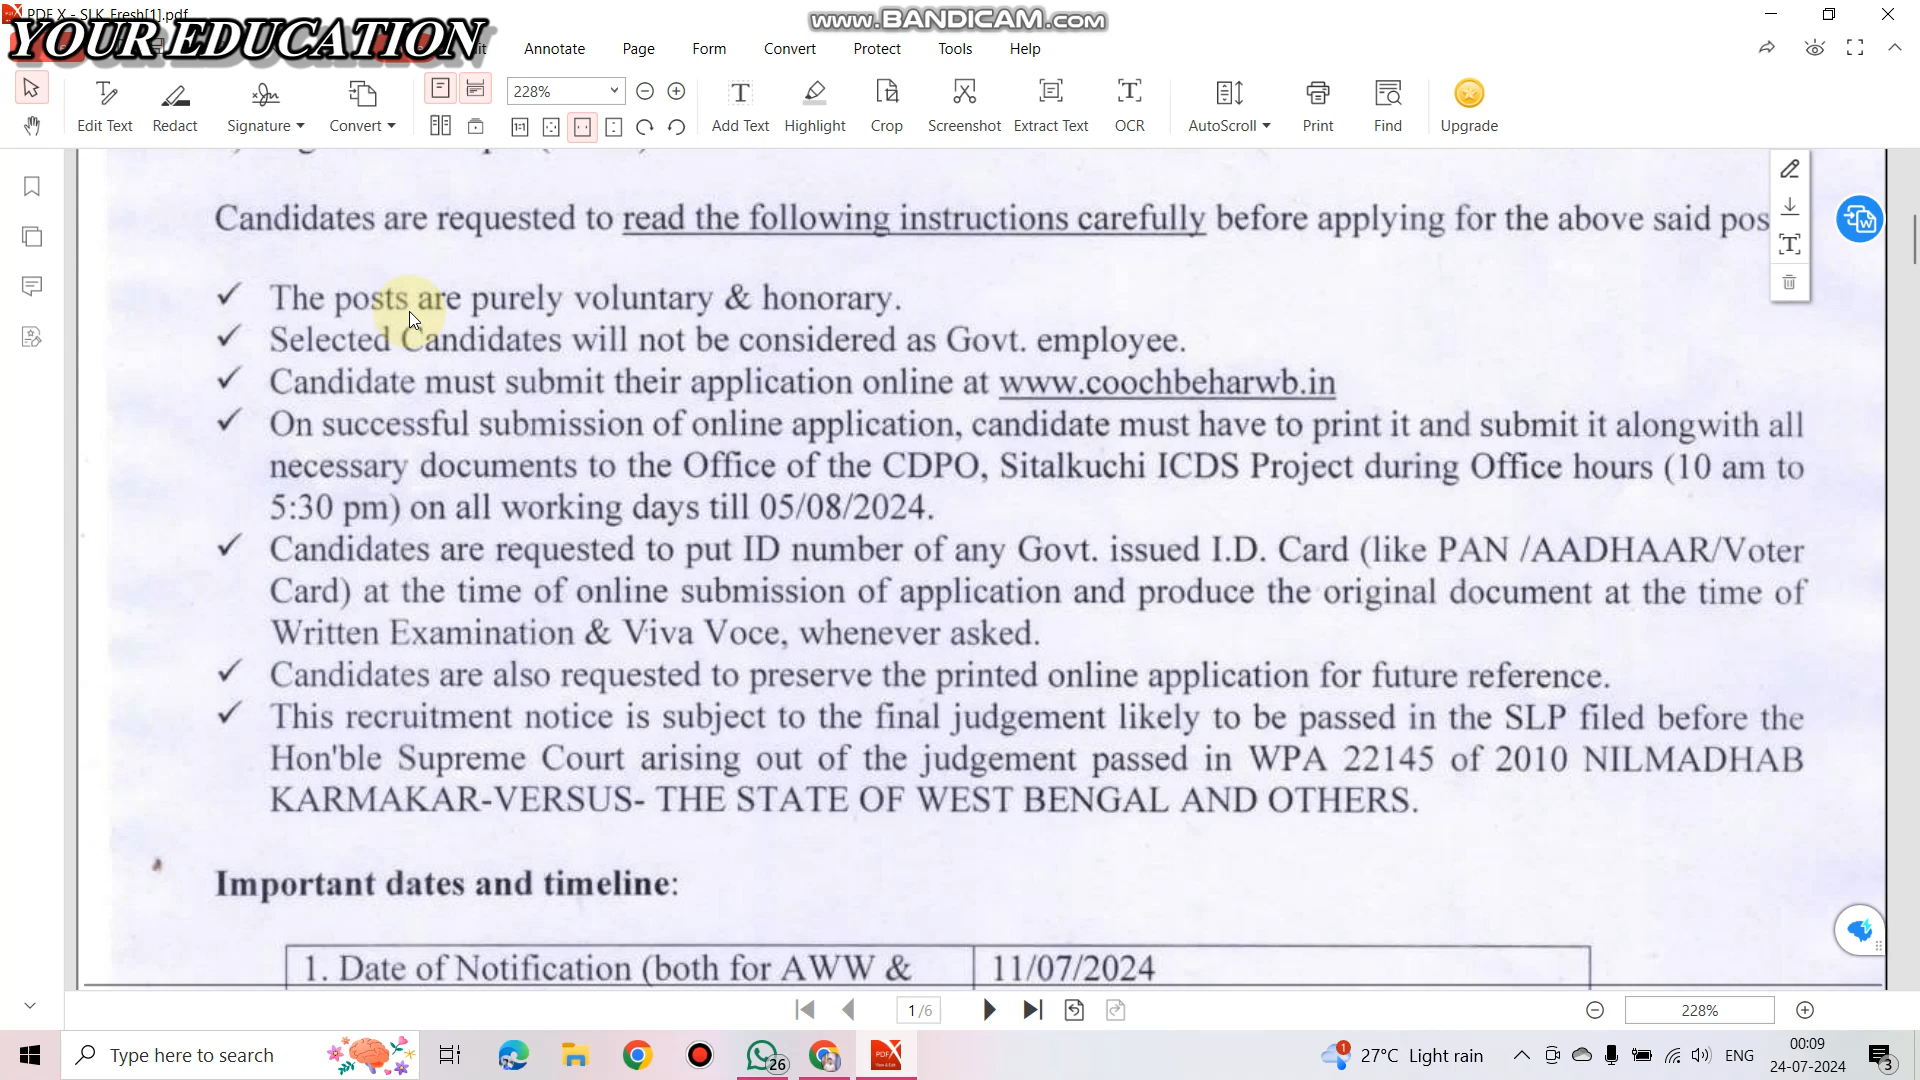 PDF X - SLK_Fresh[1].pdf
YOUR EDUCATION
www.BANDICAM.com
Annotate Page Form Convert Protect Tools Help
228%
Edit Text Redact Signature Convert Add Text Highlight Crop Screenshot Extract Text OCR AutoScroll Print Find Upgrade
Candidates are requested to read the following instructions carefully before applying for the above said pos
✓ The posts are purely voluntary & honorary.
✓ Selected Candidates will not be considered as Govt. employee.
✓ Candidate must submit their application online at www.coochbeharwb.in
✓ On successful submission of online application, candidate must have to print it and submit it alongwith all
necessary documents to the Office of the CDPO, Sitalkuchi ICDS Project during Office hours (10 am to
5:30 pm) on all working days till 05/08/2024.
✓ Candidates are requested to put ID number of any Govt. issued I.D. Card (like PAN /AADHAAR/Voter
Card) at the time of online submission of application and produce the original document at the time of
Written Examination & Viva Voce, whenever asked.
✓ Candidates are also requested to preserve the printed online application for future reference.
✓ This recruitment notice is subject to the final judgement likely to be passed in the SLP filed before the
Hon'ble Supreme Court arising out of the judgement passed in WPA 22145 of 2010 NILMADHAB
KARMAKAR-VERSUS- THE STATE OF WEST BENGAL AND OTHERS.
Important dates and timeline:
1. Date of Notification (both for AWW & 11/07/2024
1/6
228%
Type here to search
26
1
27°C Light rain
ENG
00:09
24-07-2024
3